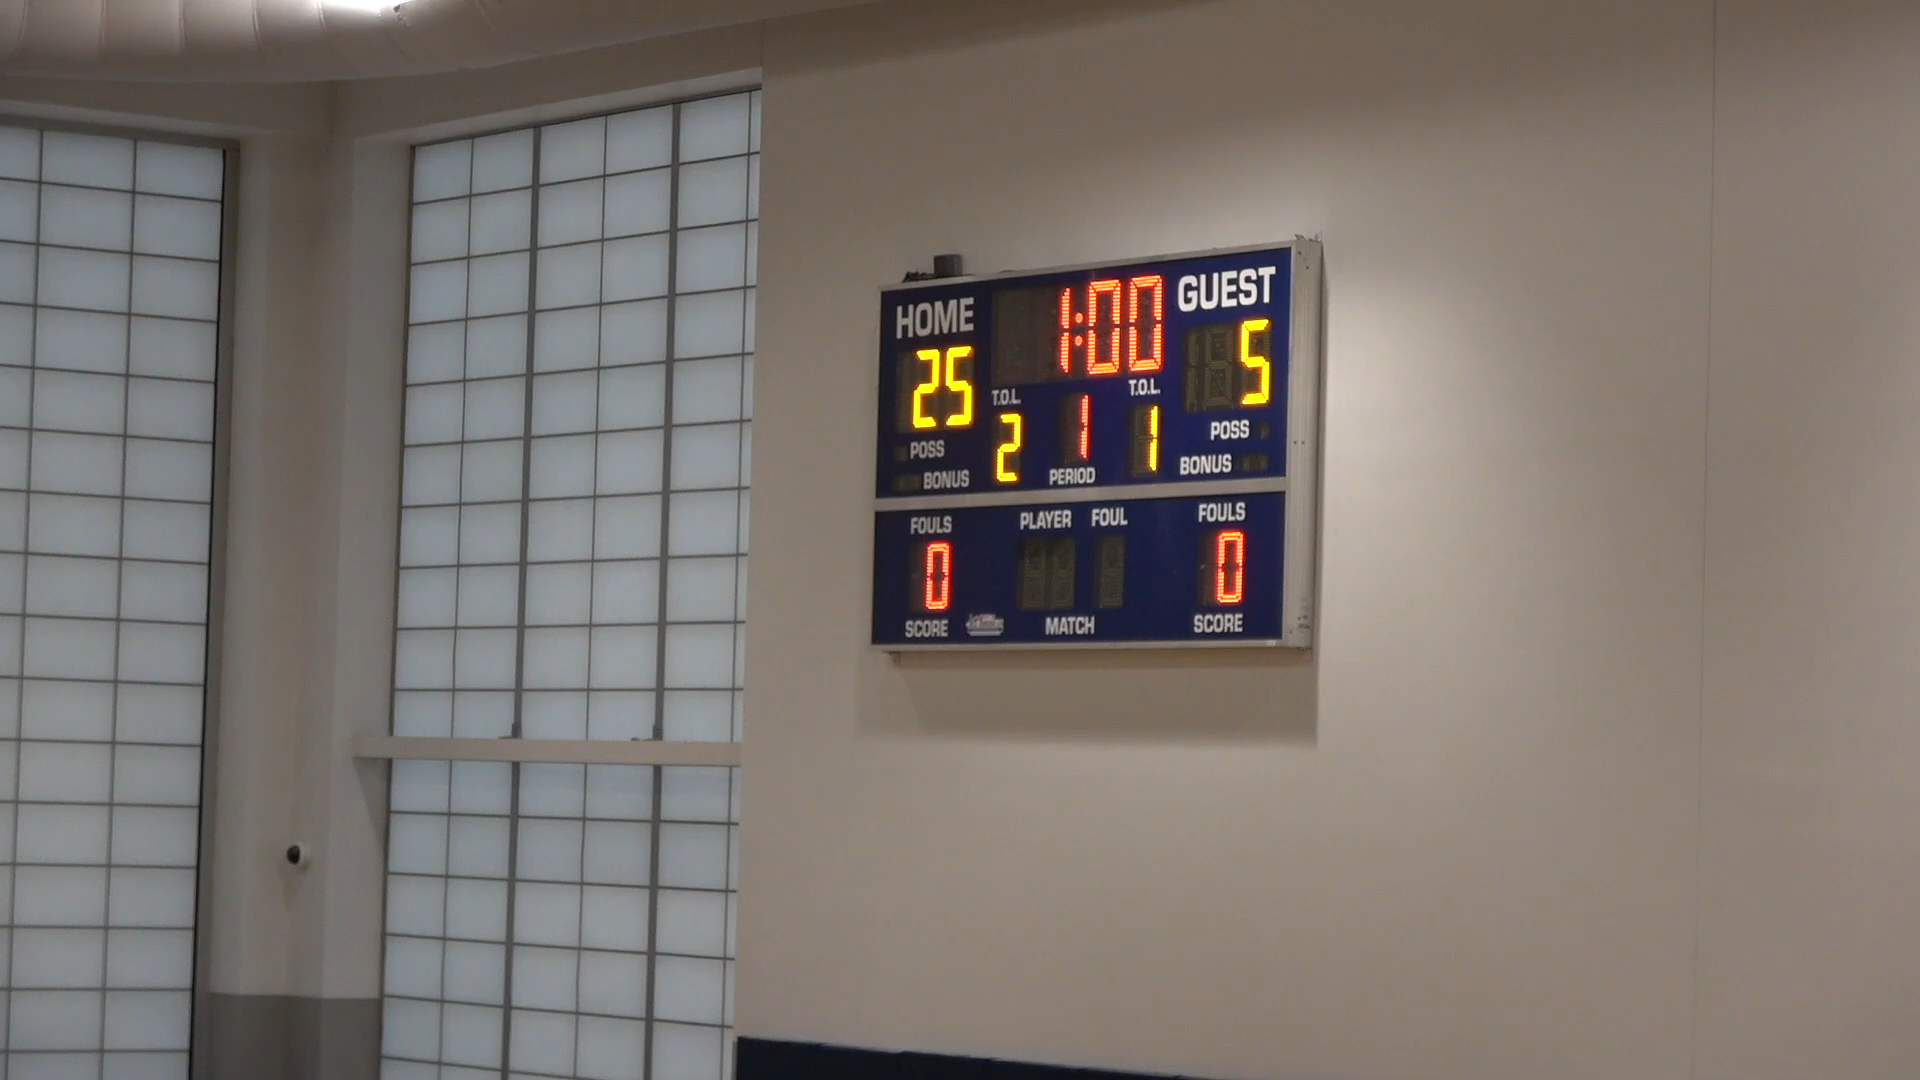 HOME 1:00 GUEST
25 5
T.O.L. T.O.L.
2 1 1
POSS POSS
BONUS PERIOD BONUS
FOULS PLAYER FOUL FOULS
0 0
SCORE MATCH SCORE